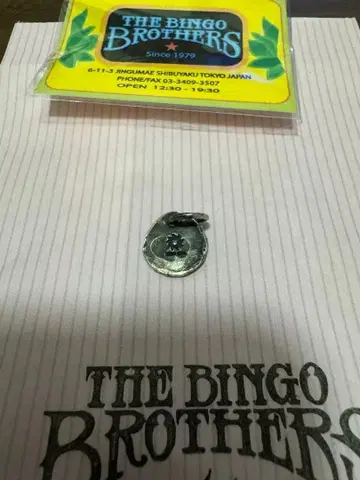 THE BINGO
BROTHERS
Since 1979
6-11-3 JINGUMAE SHIBUYAKU TOKYO JAPAN
PHONE/FAX 03-3409-3507
OPEN 12:30 - 19:30
THE BINGO
BROTHERS